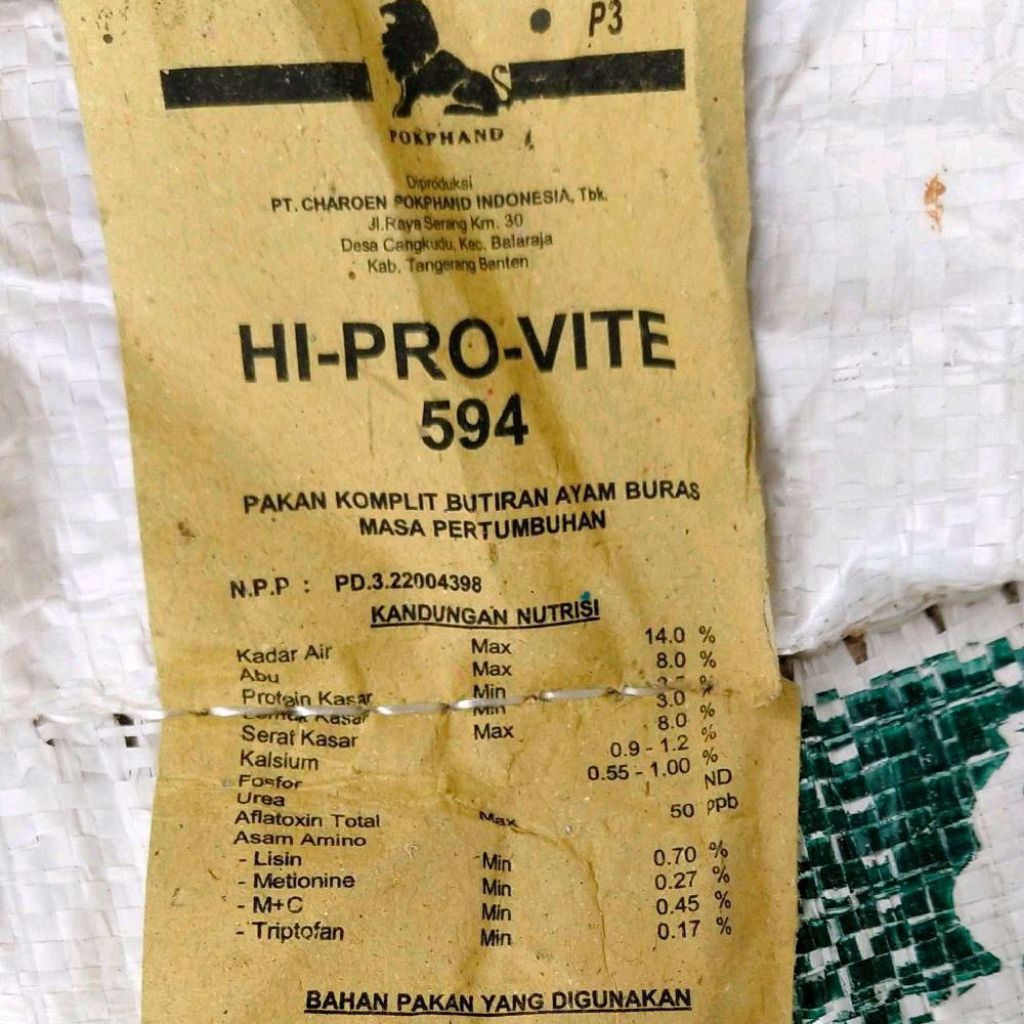 P3
POKPHAND
Diproduksi
PT. CHAROEN POKPHAND INDONESIA, Tbk.
Jl.Raya Serang Km. 30
Desa Cangkudu, Kec. Balaraja
Kab. Tangerang Banten
HI-PRO-VITE
594
PAKAN KOMPLIT BUTIRAN AYAM BURAS
MASA PERTUMBUHAN
N.P.P : PD.3.22004398
KANDUNGAN NUTRISI
Kadar Air Max 14.0 %
Abu Max 8.0 %
Protein Kasar Min %
Lemak Kasar Min 3.0 %
Serat Kasar Max 8.0 %
Kalsium 0.9 - 1.2 %
Fosfor 0.55 - 1.00 %
Urea ND
Aflatoxin Total Max 50 ppb
Asam Amino
- Lisin Min 0.70 %
- Metionine Min 0.27 %
- M+C Min 0.45 %
- Triptofan Min 0.17 %
BAHAN PAKAN YANG DIGUNAKAN